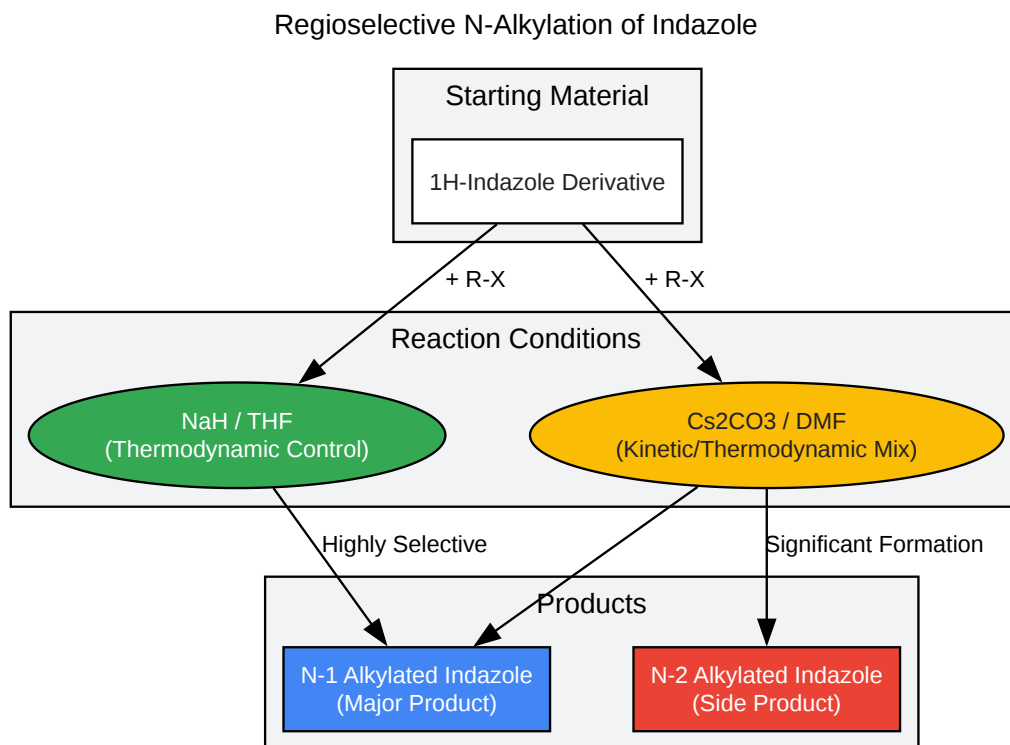 Regioselective N-Alkylation of Indazole
Starting Material
1H-Indazole Derivative
+ R-X
+ R-X
Reaction Conditions
NaH / THF
(Thermodynamic Control)
Cs2CO3 / DMF
(Kinetic/Thermodynamic Mix)
Highly Selective
Significant Formation
Products
N-1 Alkylated Indazole
(Major Product)
N-2 Alkylated Indazole
(Side Product)